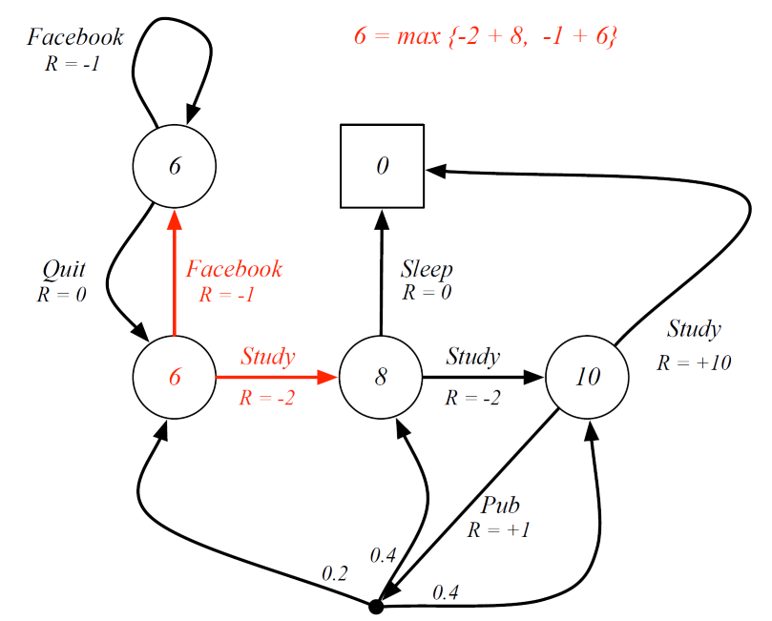 Facebook
R = -1
6 = max {-2 + 8, -1 + 6}
6
0
Quit
R = 0
Facebook
R = -1
Sleep
R = 0
Study
R = +10
6
Study
R = -2
8
Study
R = -2
10
Pub
R = +1
0.4
0.2
0.4